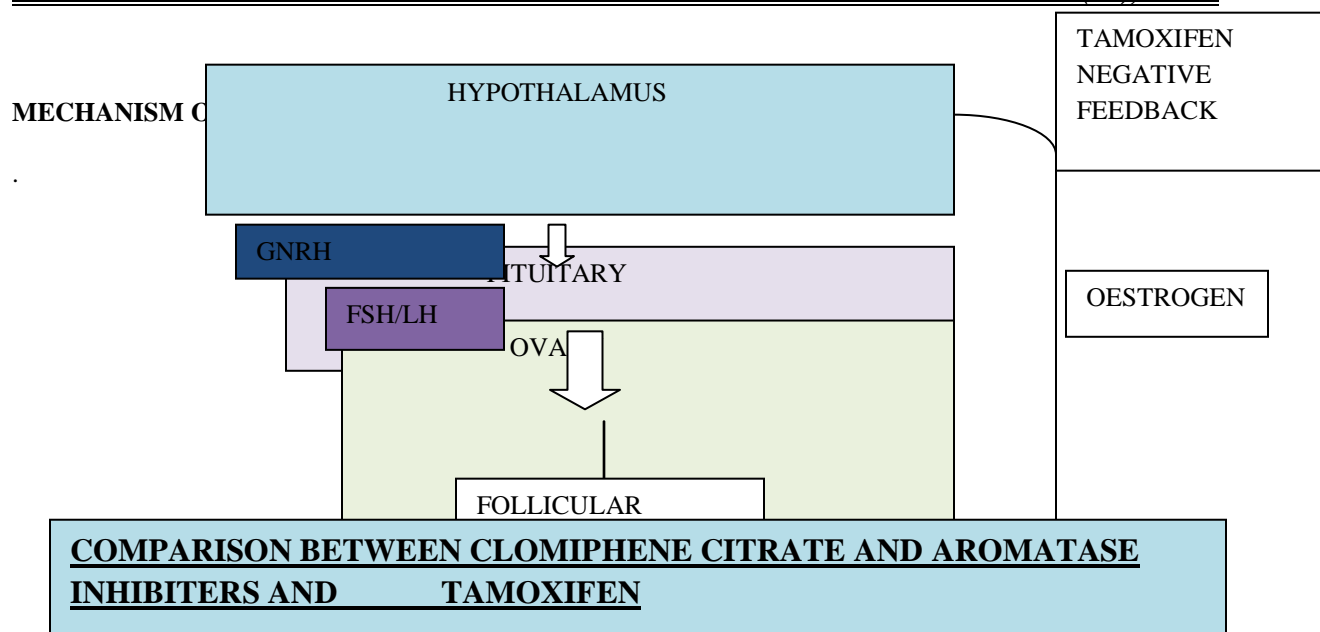 TAMOXIFEN
NEGATIVE
FEEDBACK
HYPOTHALAMUS
MECHANISM
.
GNRH
PITUITARY
OESTROGEN
FSH/LH
OVA
FOLLICULAR
COMPARISON BETWEEN CLOMIPHENE CITRATE AND AROMATASE
INHIBITERS AND TAMOXIFEN